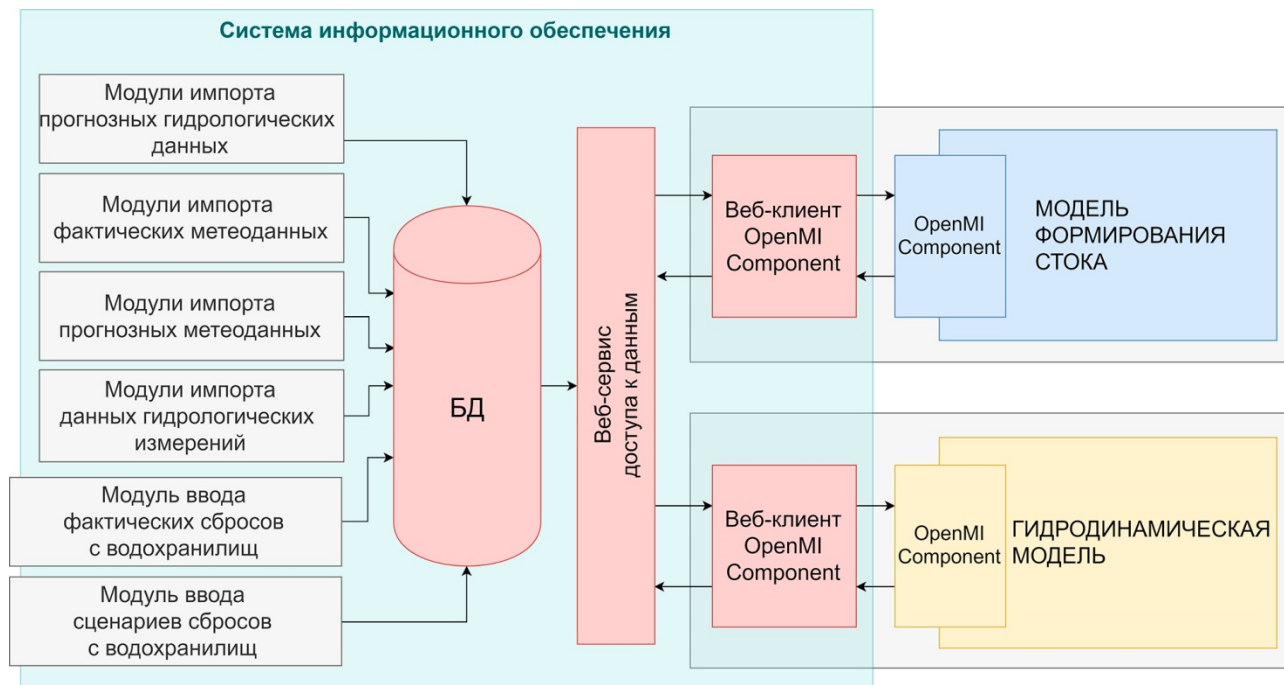 Система информационного обеспечения
Модули импорта
прогнозных гидрологических
данных
Модули импорта
фактических метеоданных
Модули импорта
прогнозных метеоданных
Модули импорта
данных гидрологических
измерений
Модуль ввода
фактических сбросов
с водохранилищ
Модуль ввода
сценариев сбросов
с водохранилищ
БД
Веб-сервис
доступа к данным
Веб-клиент
OpenMI
Component
OpenMI
Component
МОДЕЛЬ
ФОРМИРОВАНИЯ
СТОКА
Веб-клиент
OpenMI
Component
OpenMI
Component
ГИДРОДИНАМИЧЕСКАЯ
МОДЕЛЬ